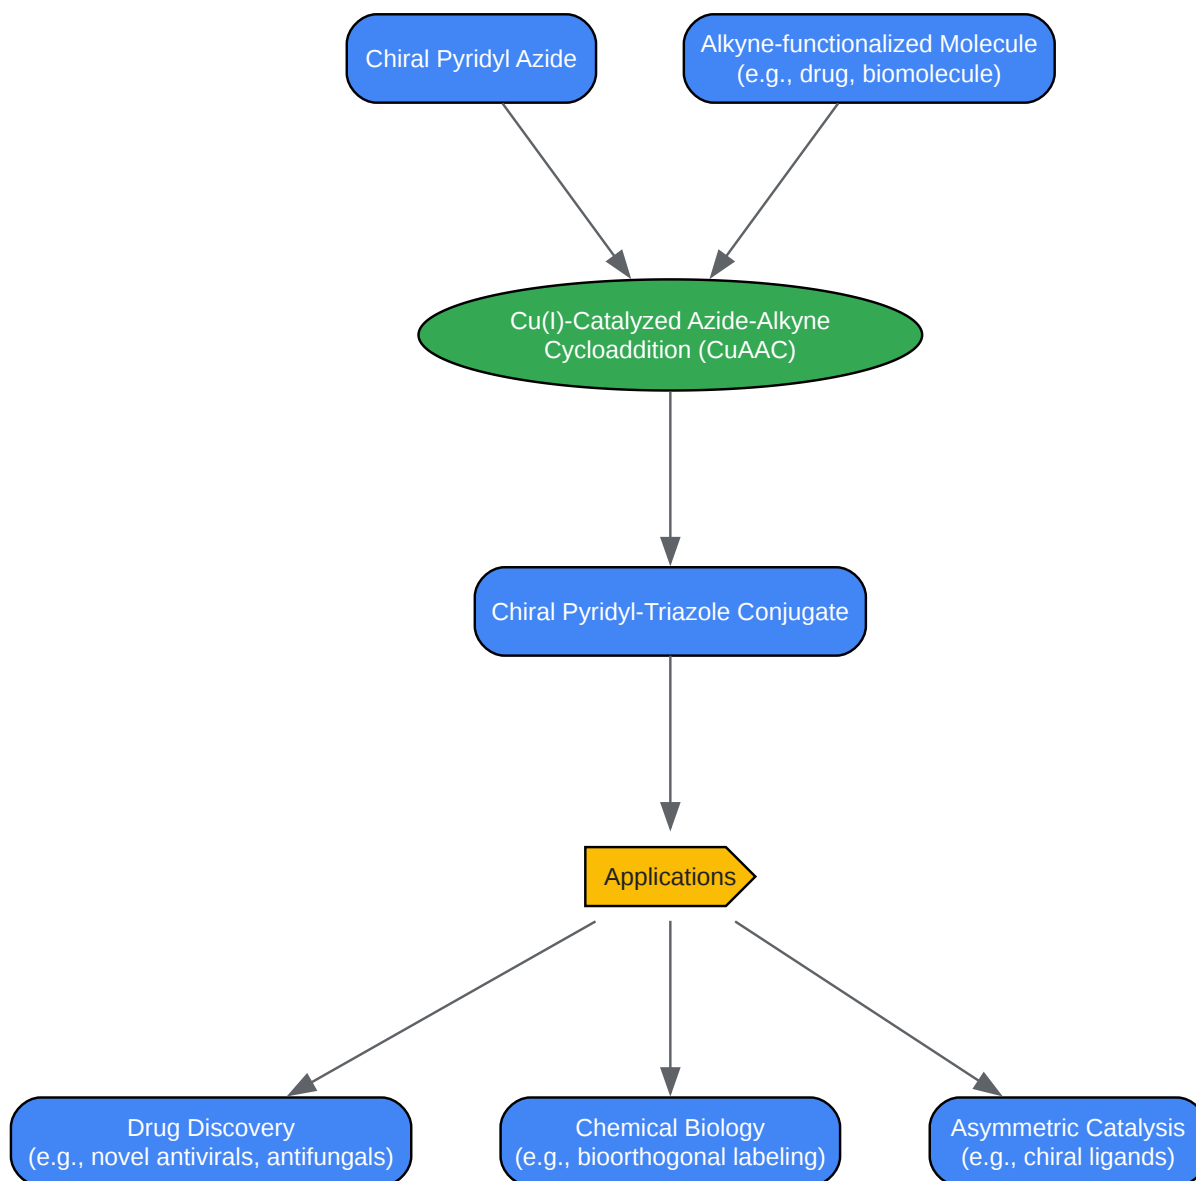 Chiral Pyridyl Azide
Alkyne-functionalized Molecule
(e.g., drug, biomolecule)
Cu(I)-Catalyzed Azide-Alkyne
Cycloaddition (CuAAC)
Chiral Pyridyl-Triazole Conjugate
Applications
Drug Discovery
(e.g., novel antivirals, antifungals)
Chemical Biology
(e.g., bioorthogonal labeling)
Asymmetric Catalysis
(e.g., chiral ligands)